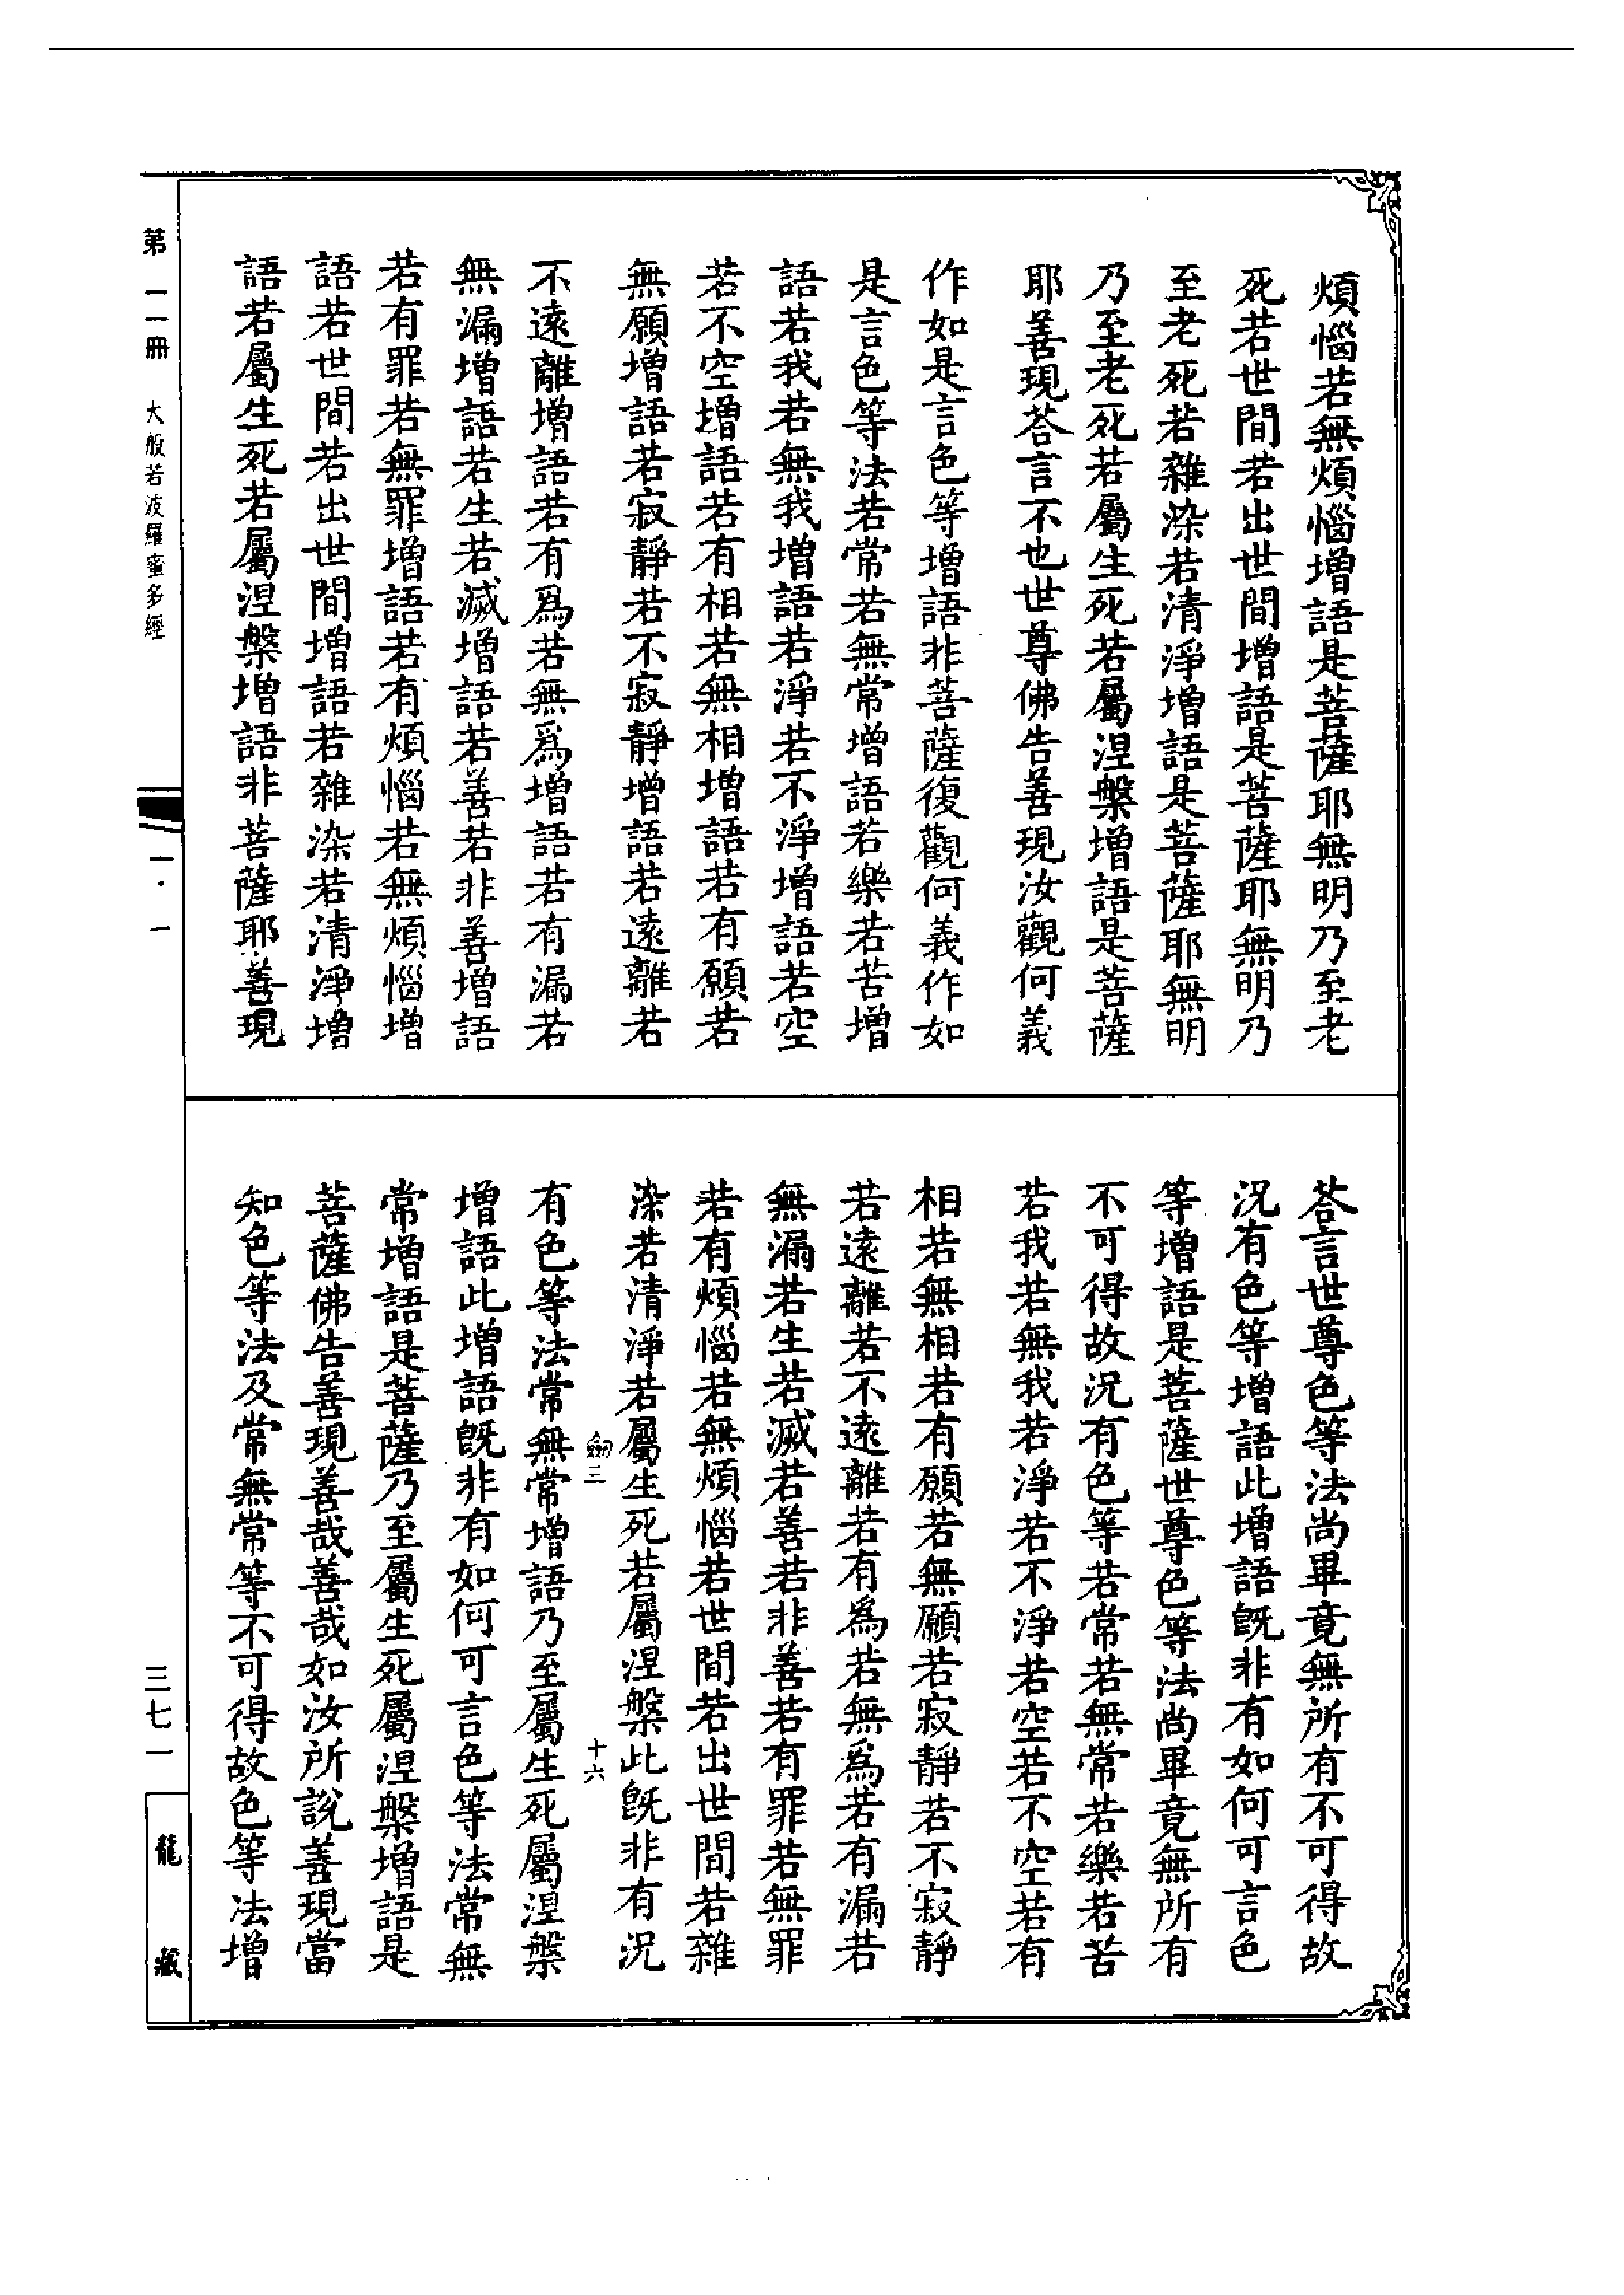 煩惱若無煩惱增語是菩薩耶無明乃至老
死若世間若出世間增語是菩薩耶無明乃
至老死若雜染若清淨增語是菩薩耶無明
乃至老死若屬生死若屬涅槃增語是菩薩
耶善現荅言不也世尊佛告善現汝觀何義
作如是言色等增語非菩薩復觀何義作如
是言色等法若常若無常增語若樂若苦增
語若我若無我增語若淨若不淨增語若空
若不空增語若有相若無相增語若有願若
無願增語若寂靜若不寂靜增語若遠離若
不遠離增語若有爲若無爲增語若有漏若
無漏增語若生若滅增語若善若非善增語
若有罪若無罪增語若有煩惱若無煩惱增
語若世間若出世間增語若雜染若清淨增
語若屬生死若屬涅槃增語非菩薩耶善現
荅言世尊色等法尚畢竟無所有不可得故
況有色等增語此增語旣非有如何可言色
等增語是菩薩世尊色等法尚畢竟無所有
不可得故況有色等若常若無常若樂若苦
若我若無我若淨若不淨若空若不空若有
相若無相若有願若無願若寂靜若不寂靜
若遠離若不遠離若有爲若無爲若有漏若
無漏若生若滅若善若非善若有罪若無罪
若有煩惱若無煩惱若世間若出世間若雜
染若清淨若屬生死若屬涅槃此旣非有況
劒三 十六
有色等法常無常增語乃至屬生死屬涅槃
增語此增語旣非有如何可言色等法常無
常增語是菩薩乃至屬生死屬涅槃增語是
菩薩佛告善現善哉善哉如汝所說善現當
知色等法及常無常等不可得故色等法增
第一一冊 大般若波羅蜜多經 一·一 三七一 龍藏